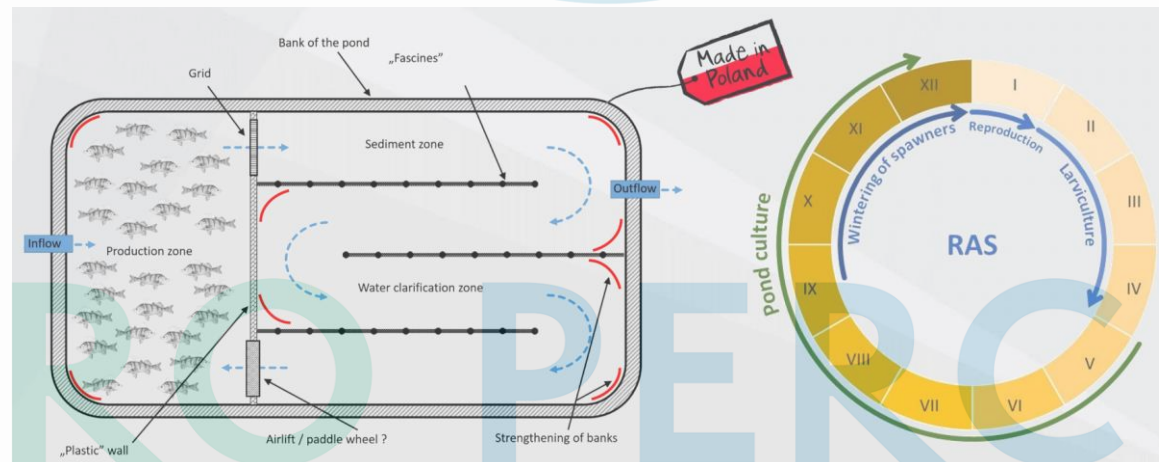 Bank of the pond
„Fascines"
Grid
Made in
Poland
Sediment zone
Outflow
Inflow
Production zone
Water clarification zone
Airlift / paddle wheel ?
Strengthening of banks
„Plastic" wall
XII
I
II
III
IV
V
VI
VII
VIII
IX
X
XI
Wintering of spawners
Reproduction
Larviculture
RAS
Pond culture
RO PERC